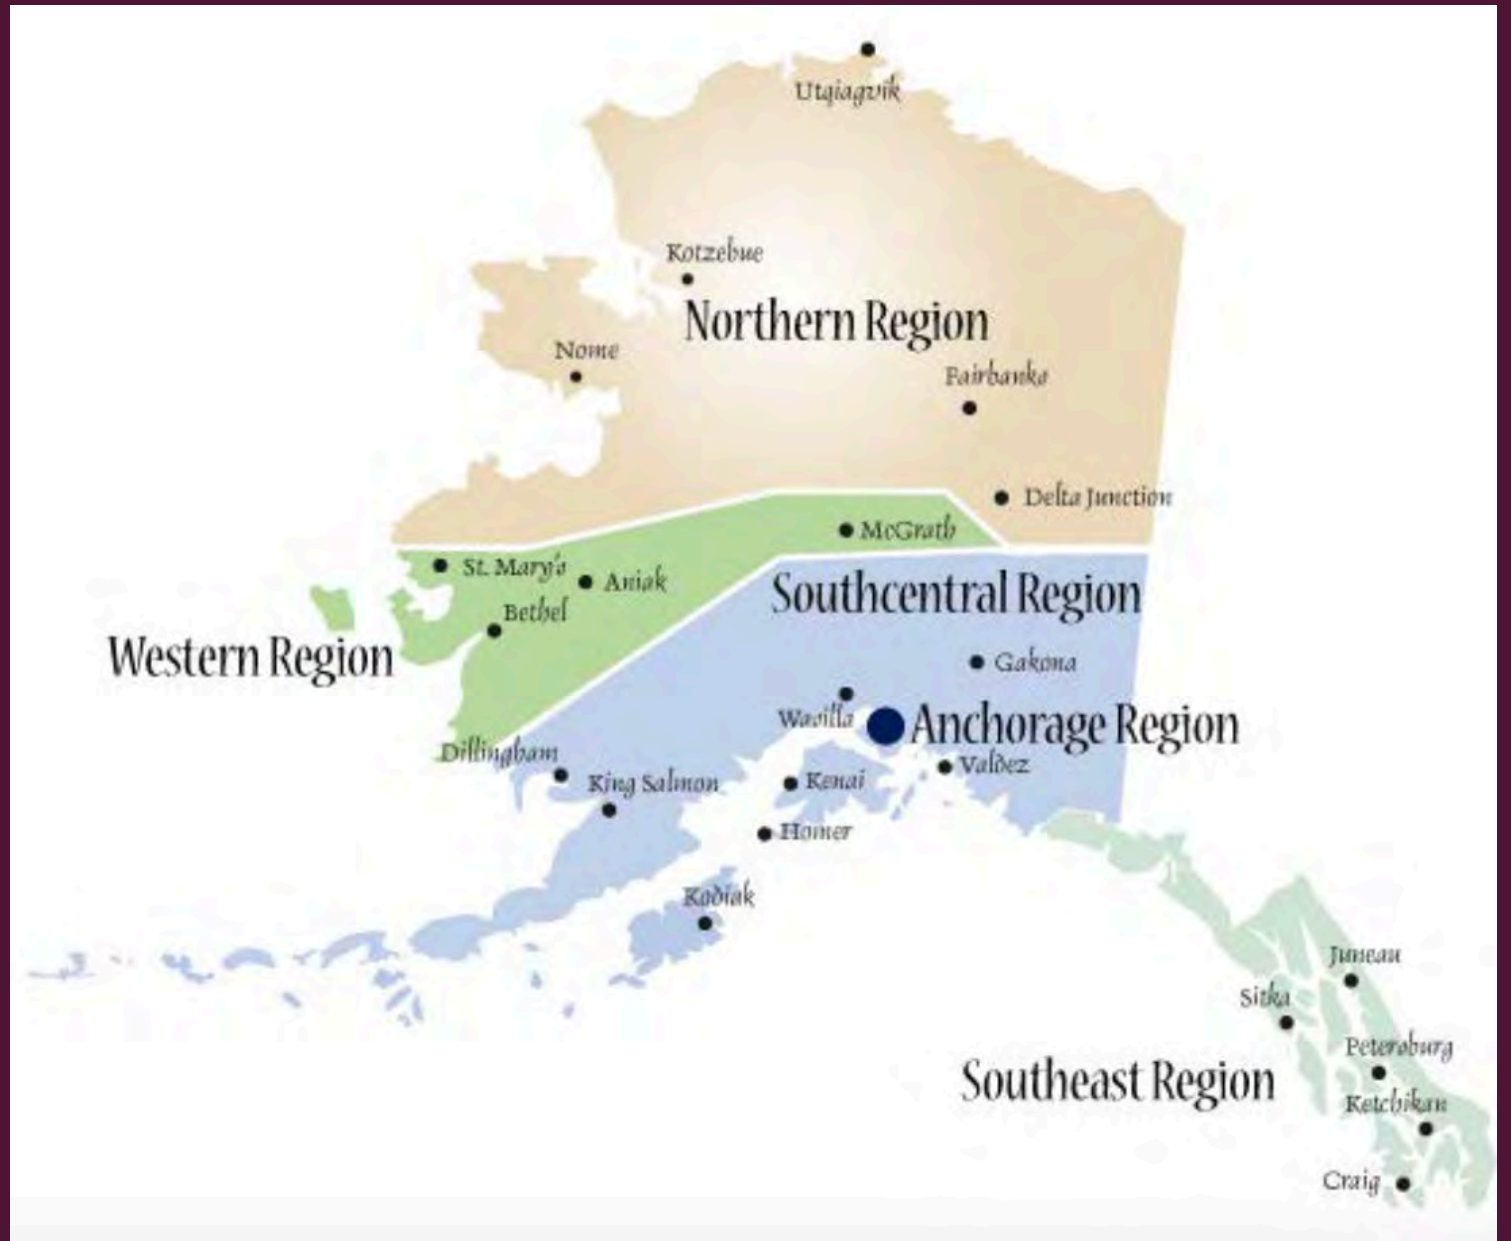 Utqiagvik
Kotzebue
Northern Region
Nome
Fairbanks
Delta Junction
McGrath
St. Mary's
Aniak
Southcentral Region
Bethel
Western Region
Gakona
Wasilla
Anchorage Region
Dillingham
Valdez
King Salmon
Kenai
Homer
Kodiak
Juneau
Sitka
Petersburg
Southeast Region
Ketchikan
Craig